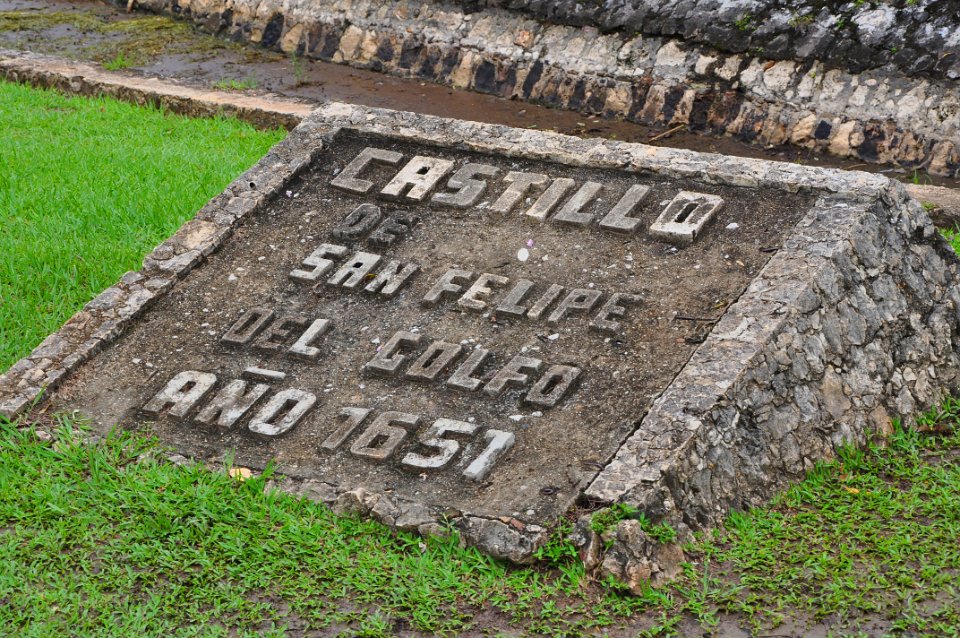 CASTILLO
DE
SAN FELIPE
DEL GOLFO
AÑO 1651